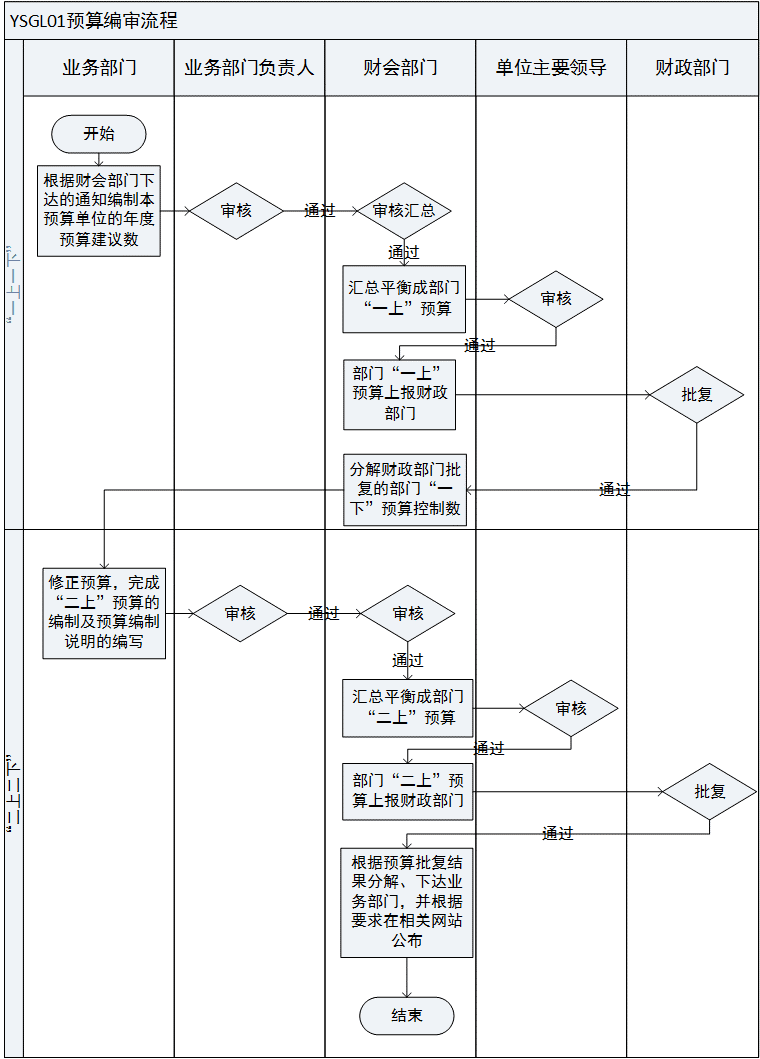 YSGL01预算编审流程
业务部门
业务部门负责人
财会部门
单位主要领导
财政部门
开始
根据财会部门下
达的通知编制本
预算单位的年度
预算建议数
审核
通过
审核汇总
通过
汇总平衡成部门
“一上”预算
审核
通过
部门“一上”
预算上报财政
部门
批复
通过
分解财政部门批
复的部门“一
下”预算控制数
修正预算，完成
“二上”预算的
编制及预算编制
说明的编写
审核
通过
审核
通过
汇总平衡成部门
“二上”预算
审核
通过
部门“二上”预
算上报财政部门
批复
通过
根据预算批复结
果分解、下达业
务部门，并根据
要求在相关网站
公布
结束